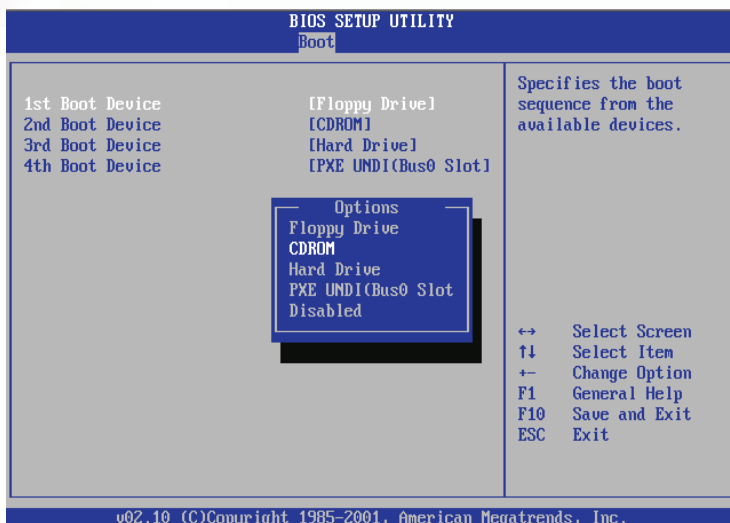 BIOS SETUP UTILITY
Boot
1st Boot Device [Floppy Drive]
2nd Boot Device [CDROM]
3rd Boot Device [Hard Drive]
4th Boot Device [PXE UNDI(Bus0 Slot]
Options
Floppy Drive
CDROM
Hard Drive
PXE UNDI(Bus0 Slot
Disabled
Specifies the boot
sequence from the
available devices.
↔ Select Screen
↑↓ Select Item
+- Change Option
F1 General Help
F10 Save and Exit
ESC Exit
v02.10 (C)Copyright 1985-2001, American Megatrends, Inc.